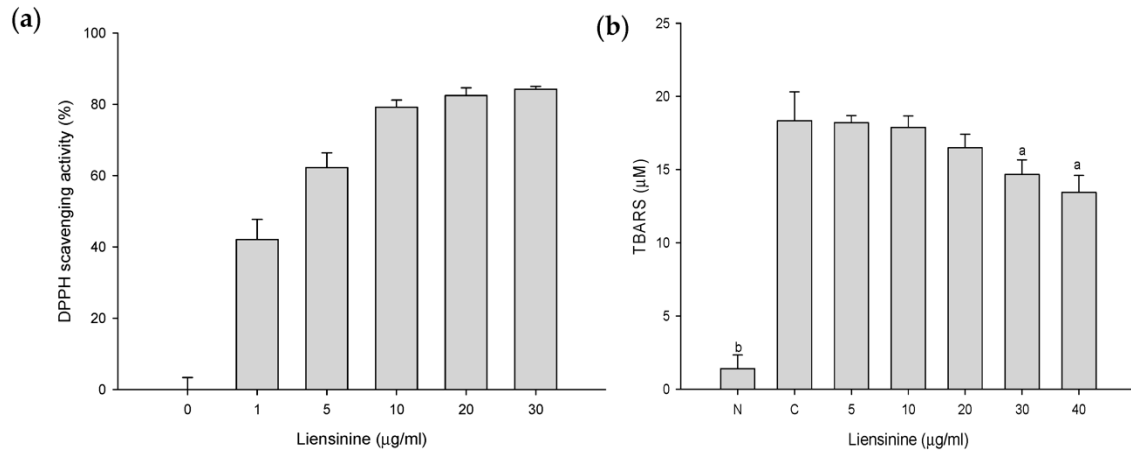 (a)
100
80
60
40
20
0
DPPH scavenging activity (%)
0 1 5 10 20 30
Liensinine (μg/ml)
(b)
25
20
15
10
5
0
TBARS (μM)
b
a
a
N C 5 10 20 30 40
Liensinine (μg/ml)